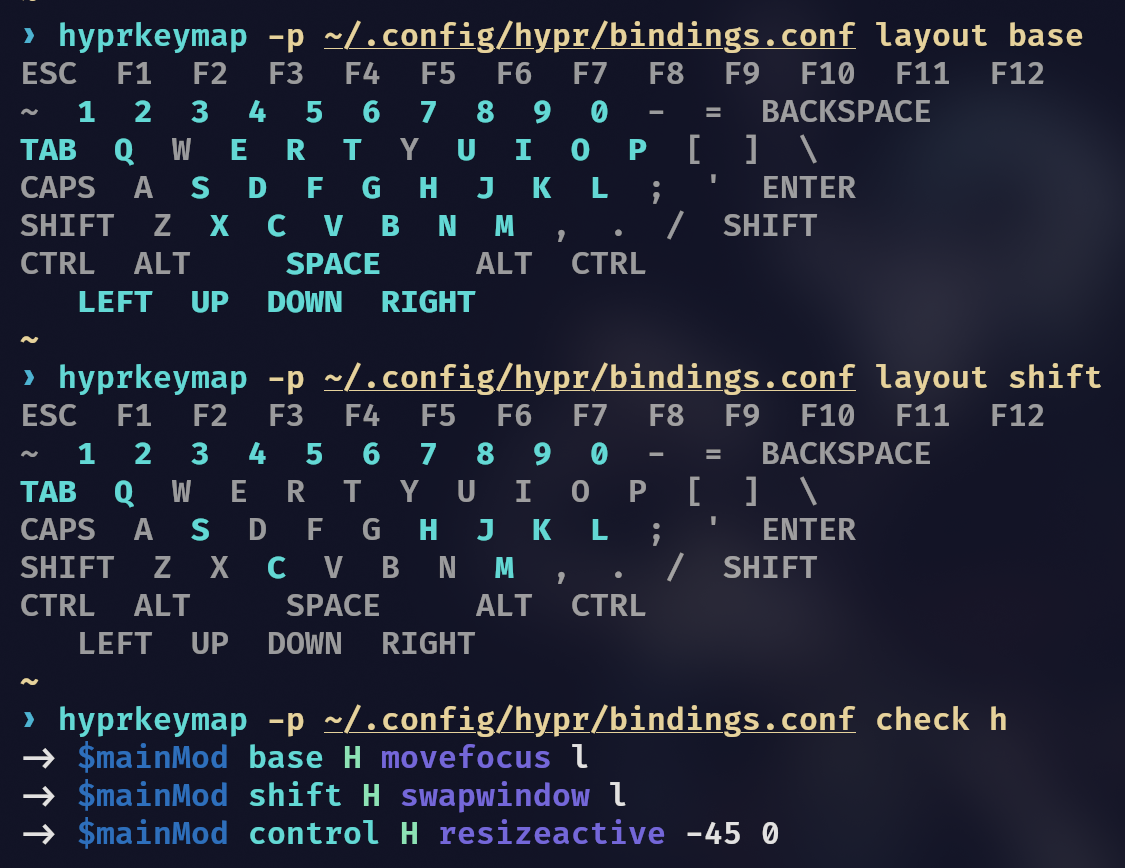 ~
› hyprkeymap -p ~/.config/hypr/bindings.conf layout base
ESC  F1  F2  F3  F4  F5  F6  F7  F8  F9  F10  F11  F12
~  1  2  3  4  5  6  7  8  9  0  -  =  BACKSPACE
TAB  Q  W  E  R  T  Y  U  I  O  P  [  ]  \
CAPS  A  S  D  F  G  H  J  K  L  ;  '  ENTER
SHIFT  Z  X  C  V  B  N  M  ,  .  /  SHIFT
CTRL  ALT     SPACE     ALT  CTRL
   LEFT  UP  DOWN  RIGHT
~
› hyprkeymap -p ~/.config/hypr/bindings.conf layout shift
ESC  F1  F2  F3  F4  F5  F6  F7  F8  F9  F10  F11  F12
~  1  2  3  4  5  6  7  8  9  0  -  =  BACKSPACE
TAB  Q  W  E  R  T  Y  U  I  O  P  [  ]  \
CAPS  A  S  D  F  G  H  J  K  L  ;  '  ENTER
SHIFT  Z  X  C  V  B  N  M  ,  .  /  SHIFT
CTRL  ALT     SPACE     ALT  CTRL
   LEFT  UP  DOWN  RIGHT
~
› hyprkeymap -p ~/.config/hypr/bindings.conf check h
→ $mainMod base H movefocus l
→ $mainMod shift H swapwindow l
→ $mainMod control H resizeactive -45 0